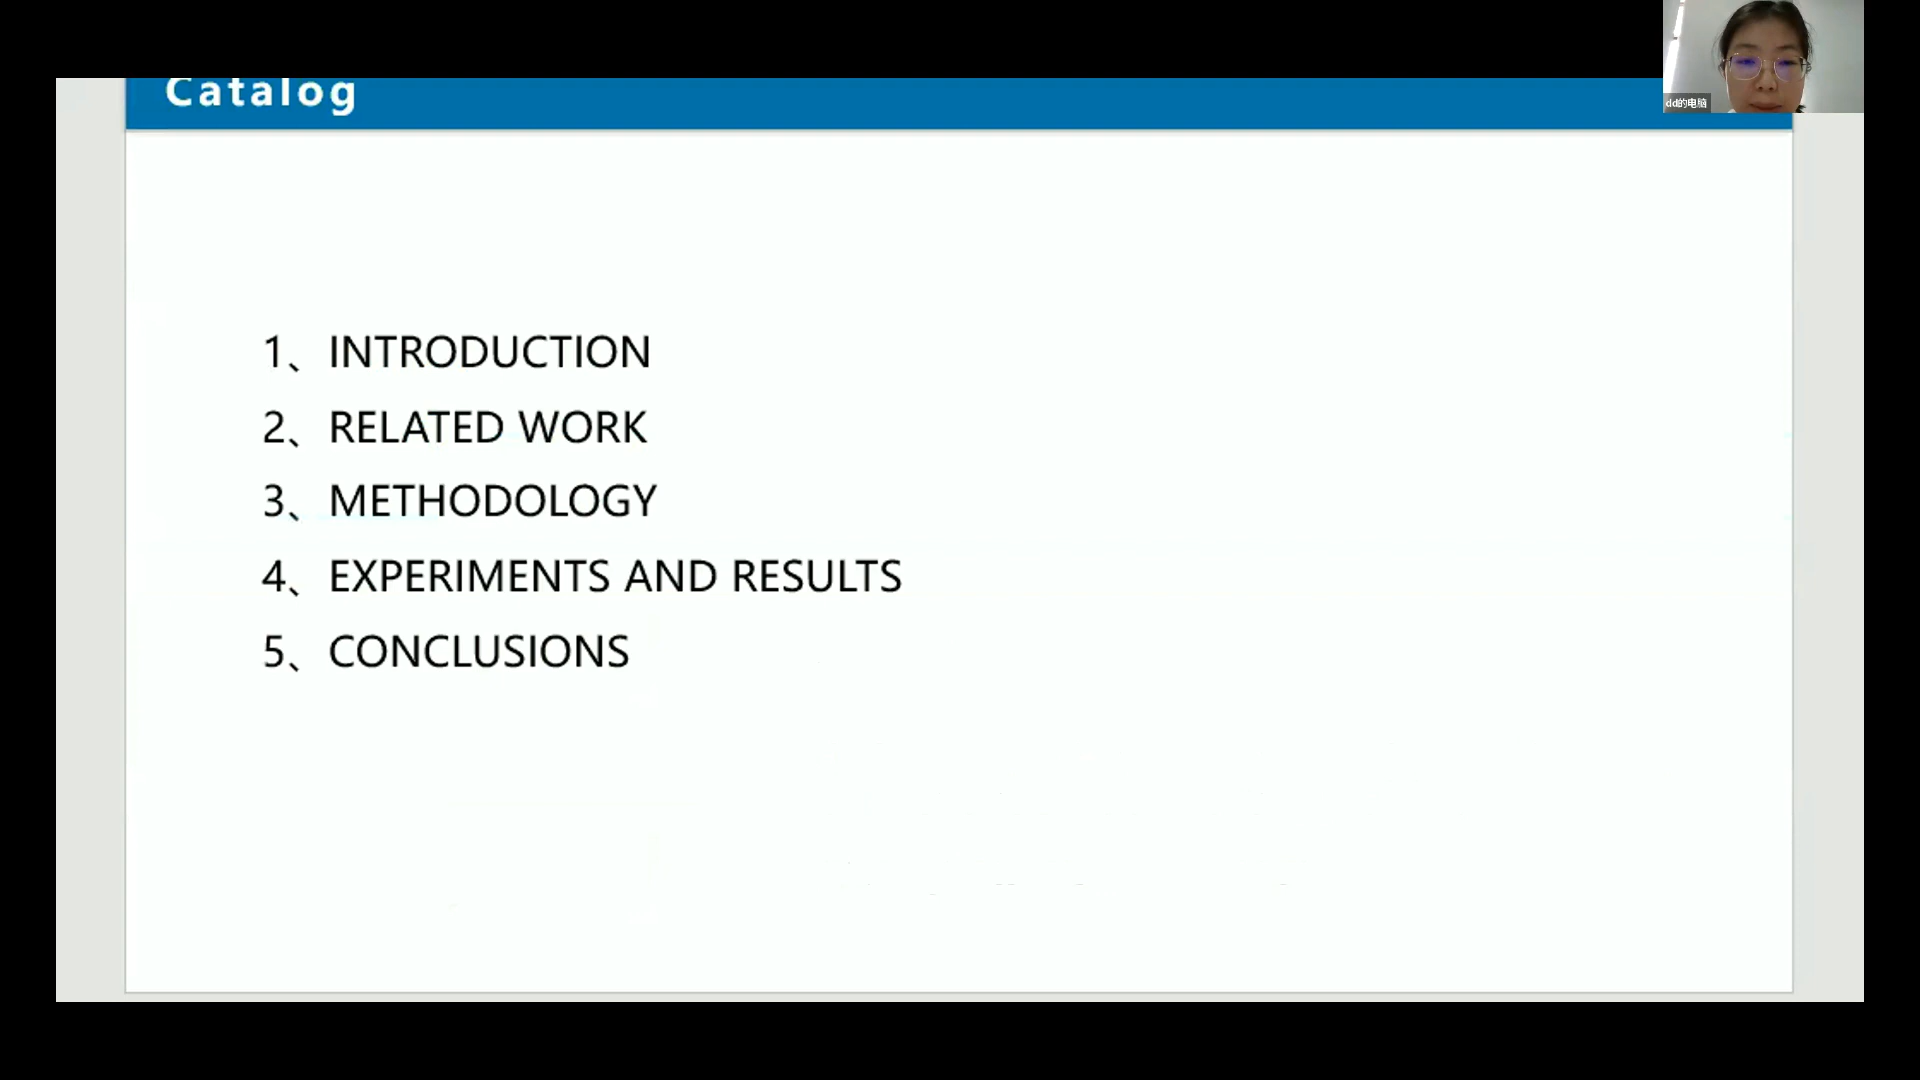 Catalog
dd的电脑
1、INTRODUCTION
2、RELATED WORK
3、METHODOLOGY
4、EXPERIMENTS AND RESULTS
5、CONCLUSIONS